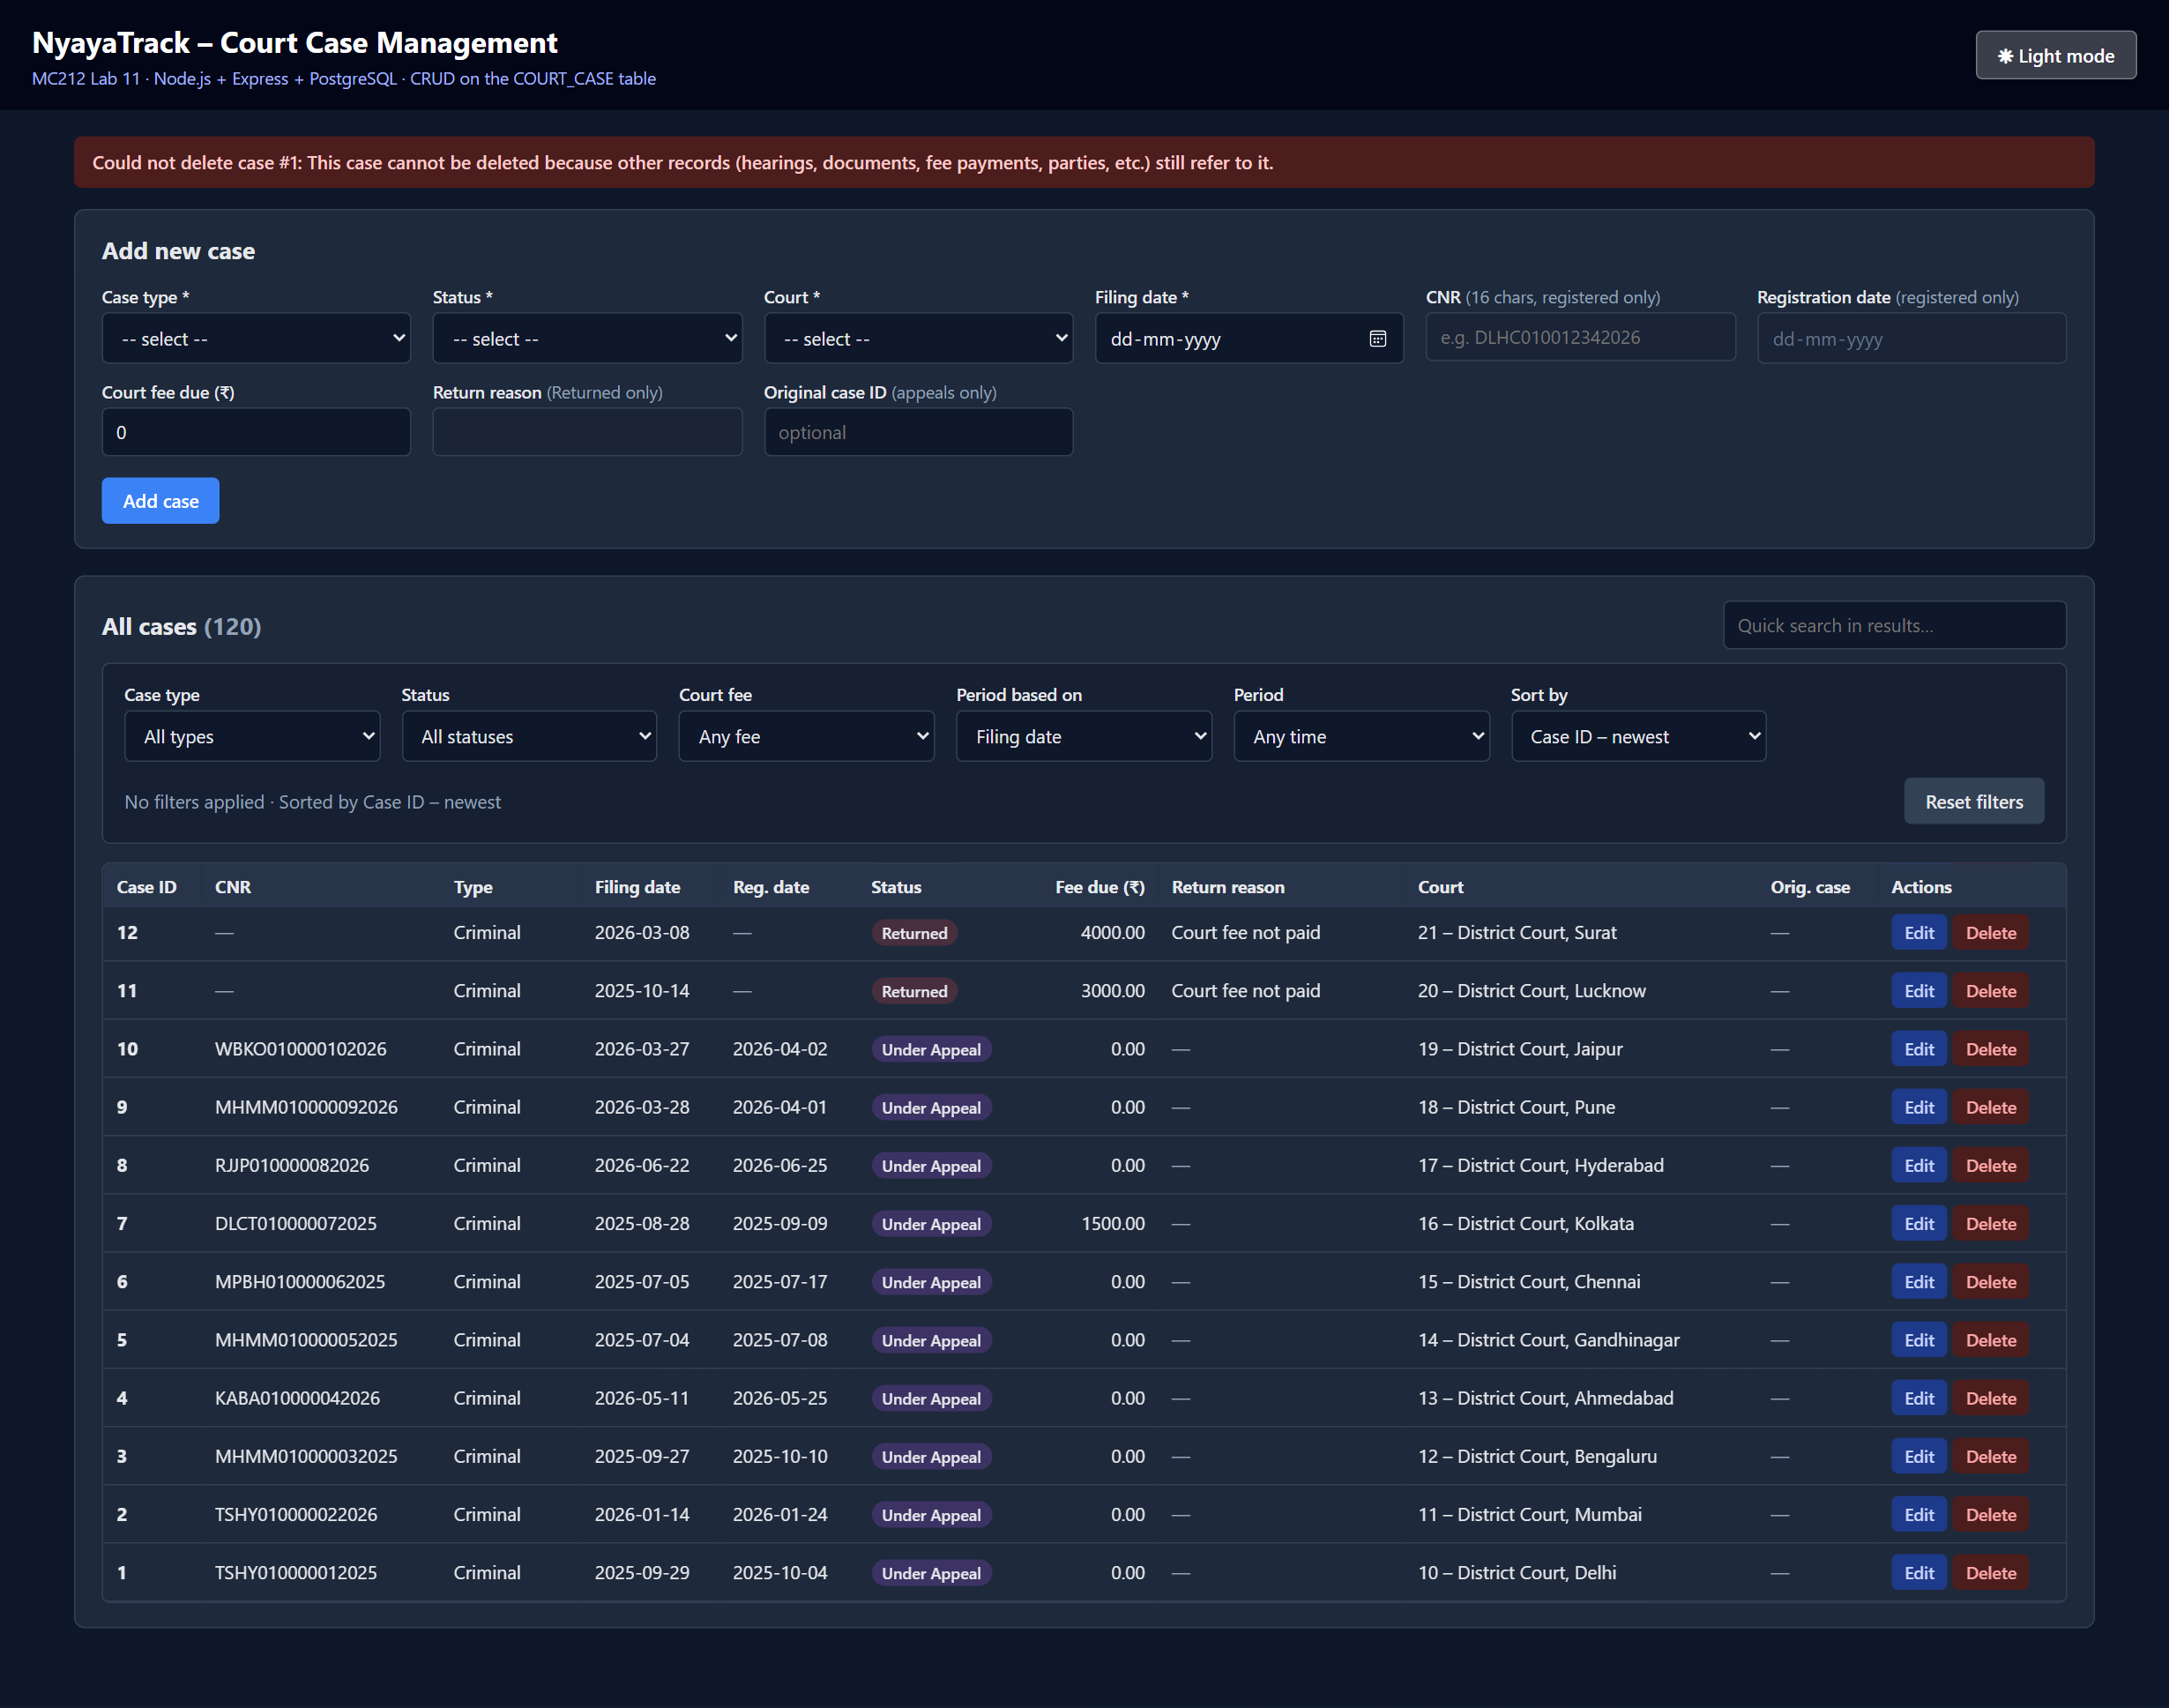 NyayaTrack – Court Case Management
MC212 Lab 11 · Node.js + Express + PostgreSQL · CRUD on the COURT_CASE table
☀ Light mode
Could not delete case #1: This case cannot be deleted because other records (hearings, documents, fee payments, parties, etc.) still refer to it.
Add new case
Case type * Status * Court * Filing date * CNR (16 chars, registered only) Registration date (registered only)
-- select -- -- select -- -- select -- dd-mm-yyyy e.g. DLHC010012342026 dd-mm-yyyy
Court fee due (₹) Return reason (Returned only) Original case ID (appeals only)
0 optional
Add case
All cases (120) Quick search in results...
Case type Status Court fee Period based on Period Sort by
All types All statuses Any fee Filing date Any time Case ID – newest
No filters applied · Sorted by Case ID – newest Reset filters
Case ID CNR Type Filing date Reg. date Status Fee due (₹) Return reason Court Orig. case Actions
12 — Criminal 2026-03-08 — Returned 4000.00 Court fee not paid 21 – District Court, Surat — Edit Delete
11 — Criminal 2025-10-14 — Returned 3000.00 Court fee not paid 20 – District Court, Lucknow — Edit Delete
10 WBKO010000102026 Criminal 2026-03-27 2026-04-02 Under Appeal 0.00 — 19 – District Court, Jaipur — Edit Delete
9 MHMM010000092026 Criminal 2026-03-28 2026-04-01 Under Appeal 0.00 — 18 – District Court, Pune — Edit Delete
8 RJJP010000082026 Criminal 2026-06-22 2026-06-25 Under Appeal 0.00 — 17 – District Court, Hyderabad — Edit Delete
7 DLCT010000072025 Criminal 2025-08-28 2025-09-09 Under Appeal 1500.00 — 16 – District Court, Kolkata — Edit Delete
6 MPBH010000062025 Criminal 2025-07-05 2025-07-17 Under Appeal 0.00 — 15 – District Court, Chennai — Edit Delete
5 MHMM010000052025 Criminal 2025-07-04 2025-07-08 Under Appeal 0.00 — 14 – District Court, Gandhinagar — Edit Delete
4 KABA010000042026 Criminal 2026-05-11 2026-05-25 Under Appeal 0.00 — 13 – District Court, Ahmedabad — Edit Delete
3 MHMM010000032025 Criminal 2025-09-27 2025-10-10 Under Appeal 0.00 — 12 – District Court, Bengaluru — Edit Delete
2 TSHY010000022026 Criminal 2026-01-14 2026-01-24 Under Appeal 0.00 — 11 – District Court, Mumbai — Edit Delete
1 TSHY010000012025 Criminal 2025-09-29 2025-10-04 Under Appeal 0.00 — 10 – District Court, Delhi — Edit Delete